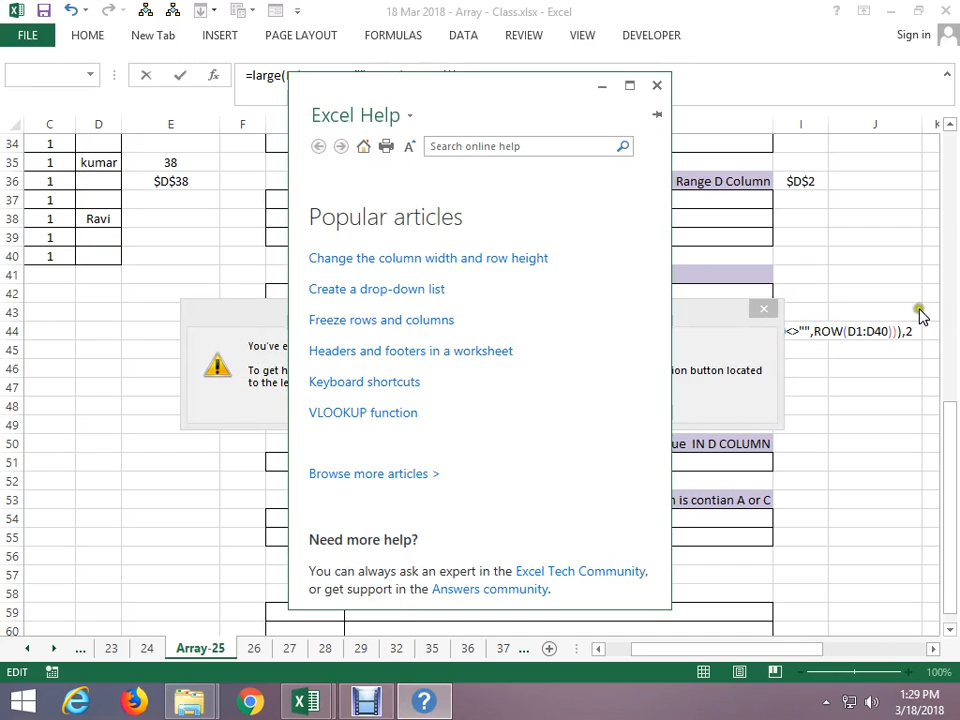 18 Mar 2018 - Array - Class.xlsx - Excel
FILE HOME New Tab INSERT PAGE LAYOUT FORMULAS DATA REVIEW VIEW DEVELOPER Sign in
=large(
C D E F I J K
34 1
35 1 kumar 38
36 1 $D$38 Range D Column $D$2
37 1
38 1 Ravi
39 1
40 1
41
42
43
44 <>"",ROW(D1:D40))),2
45
46
47
48
49
50 IN D COLUMN
51
52
53 is contian A or C
54
55
56
57
58
59
60
You've e
To get h
to the le
ion button located
Excel Help
Search online help
Popular articles
Change the column width and row height
Create a drop-down list
Freeze rows and columns
Headers and footers in a worksheet
Keyboard shortcuts
VLOOKUP function
Browse more articles >
Need more help?
You can always ask an expert in the Excel Tech Community,
or get support in the Answers community.
... 23 24 Array-25 26 27 28 29 32 35 36 37 ...
EDIT 100%
1:29 PM
3/18/2018